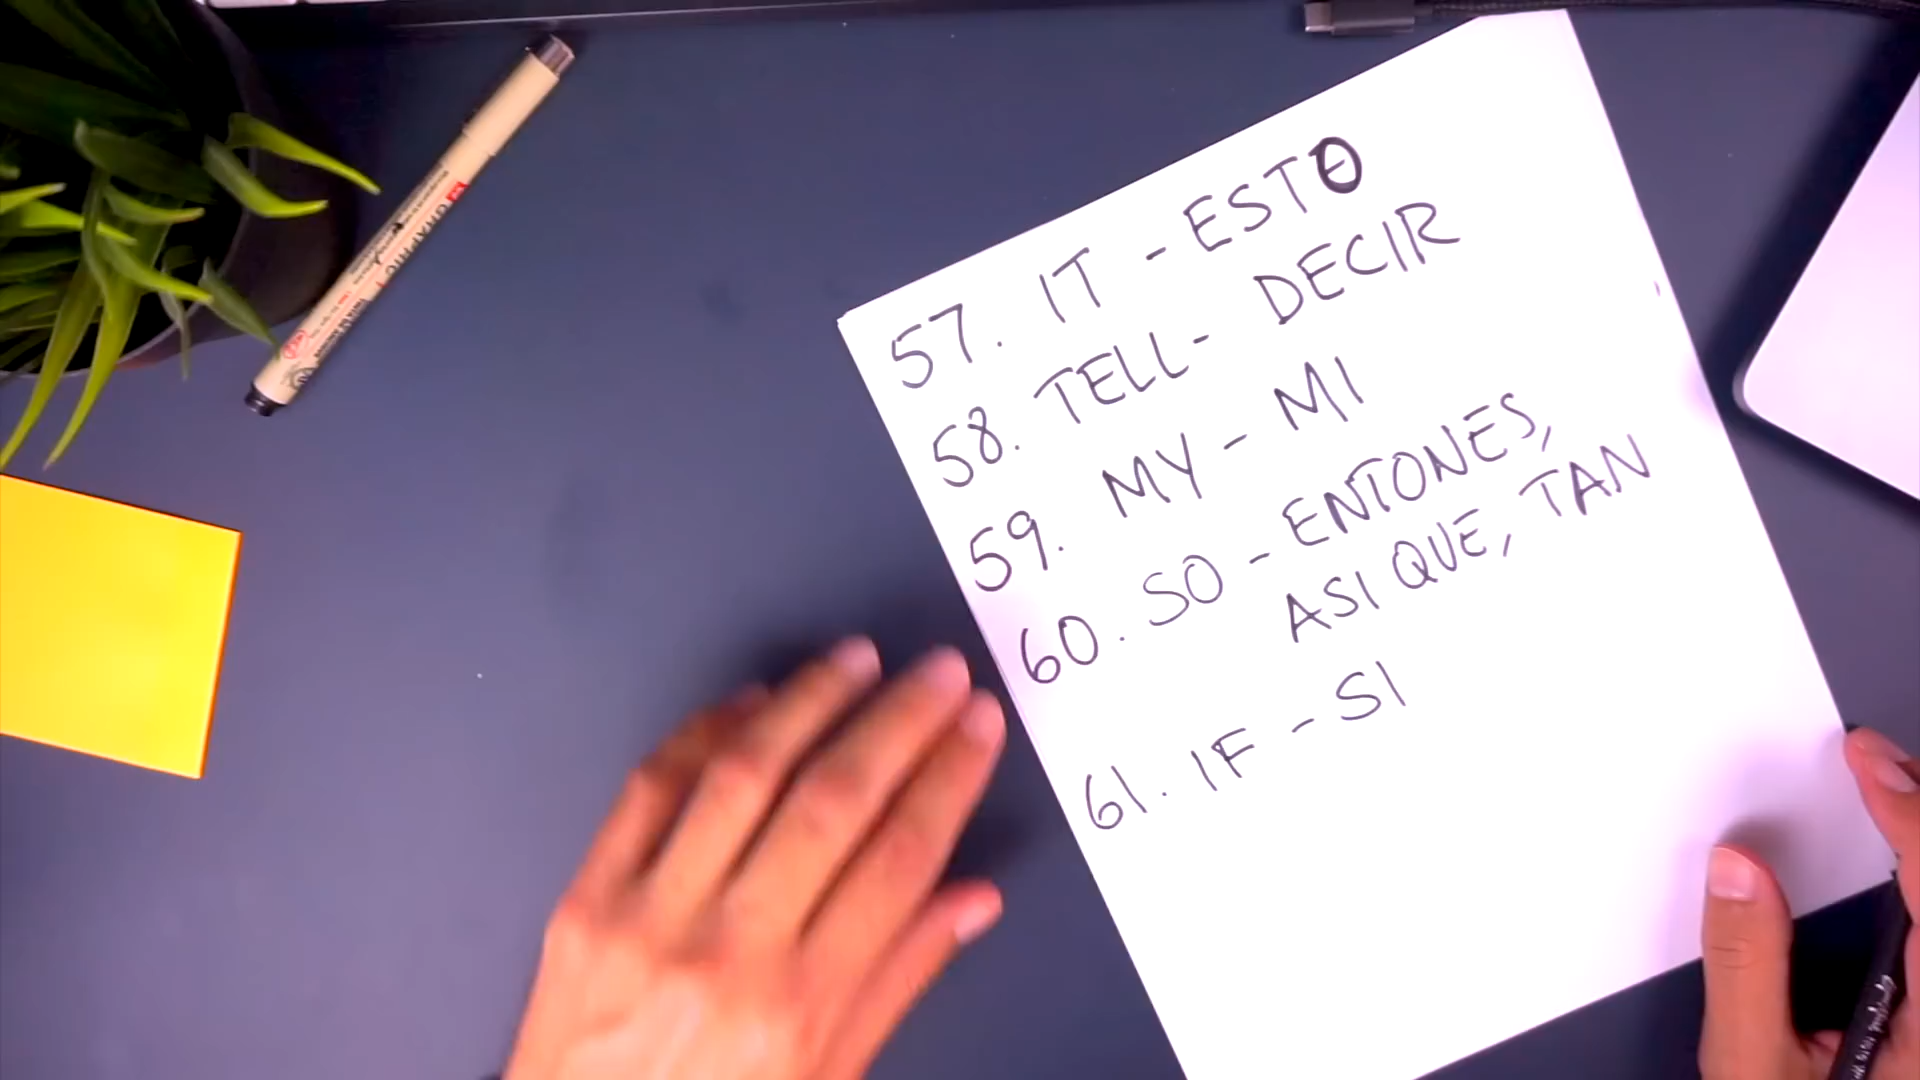 57. IT - ESTO
58. TELL - DECIR
59. MY - MI
60. SO - ENTONES,
ASI QUE, TAN
61. IF - SI